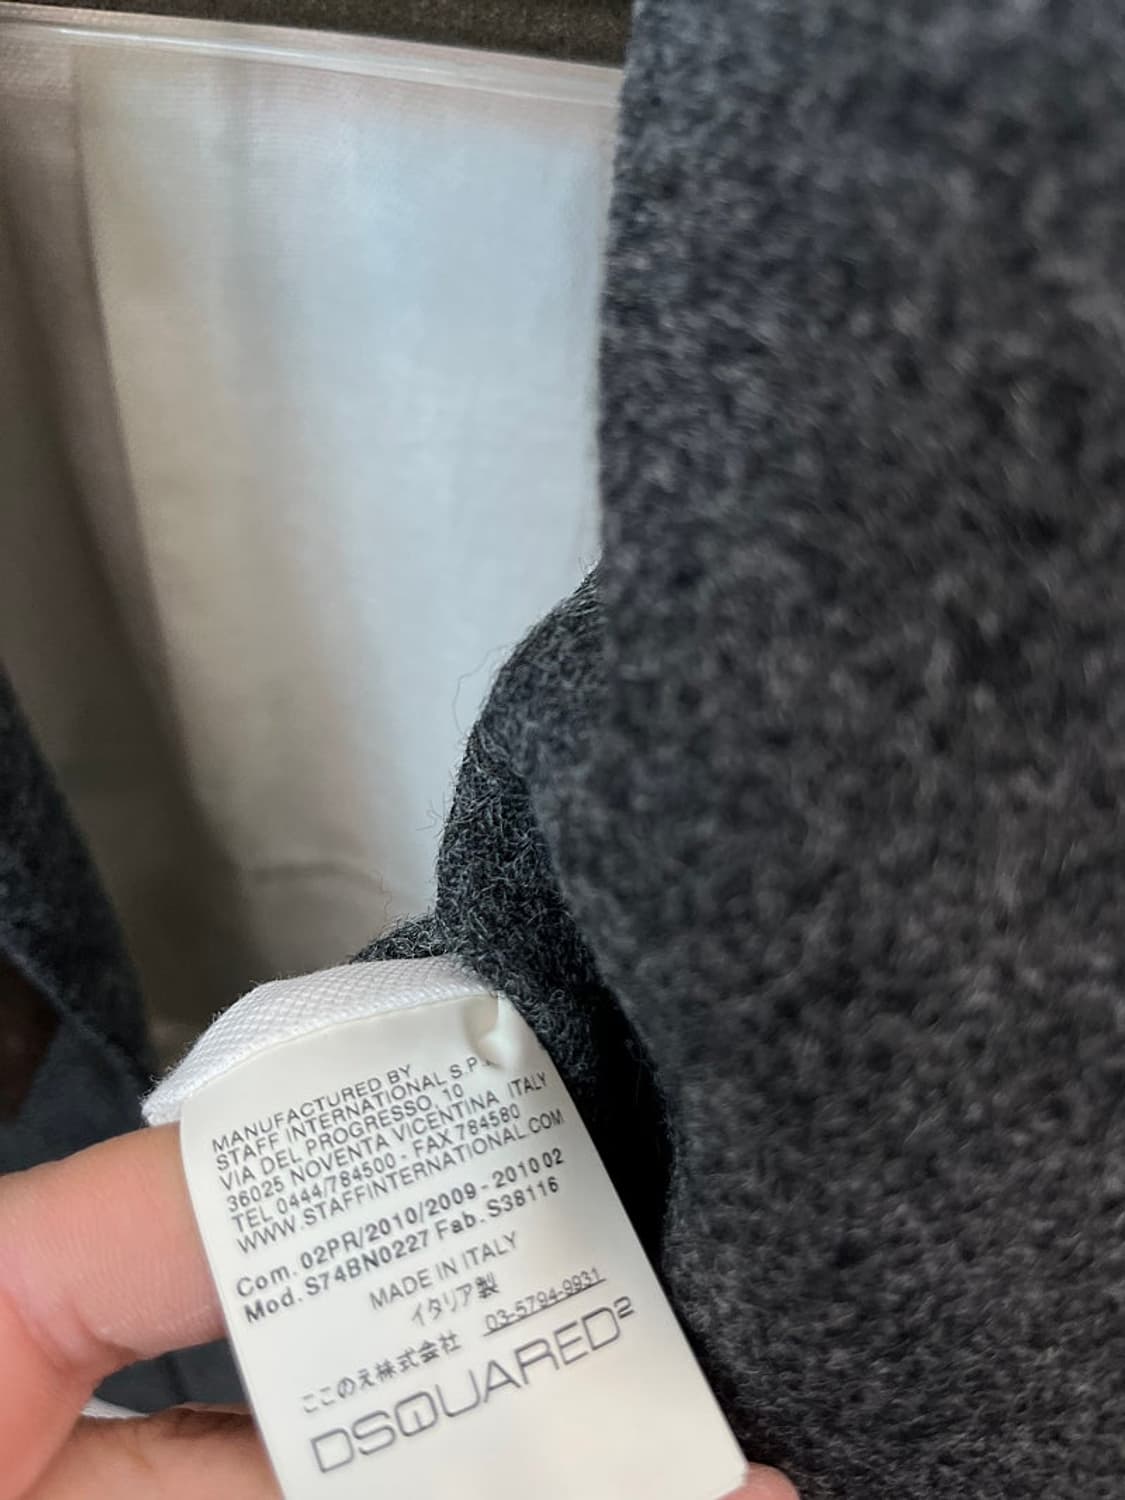 MANUFACTURED BY
STAFF INTERNATIONAL S.P.
VIA DEL PROGRESSO, 10
36025 NOVENTA VICENTINA ITALY
TEL.0444/784500 - FAX 784580
WWW.STAFFINTERNATIONAL.COM
Com. 02PR/2010/2009 - 2010 02
Mod. S74BN0227 Fab. S38116
MADE IN ITALY
イタリア製
ここのえ株式会社 03-5794-9931
DSQUARED2